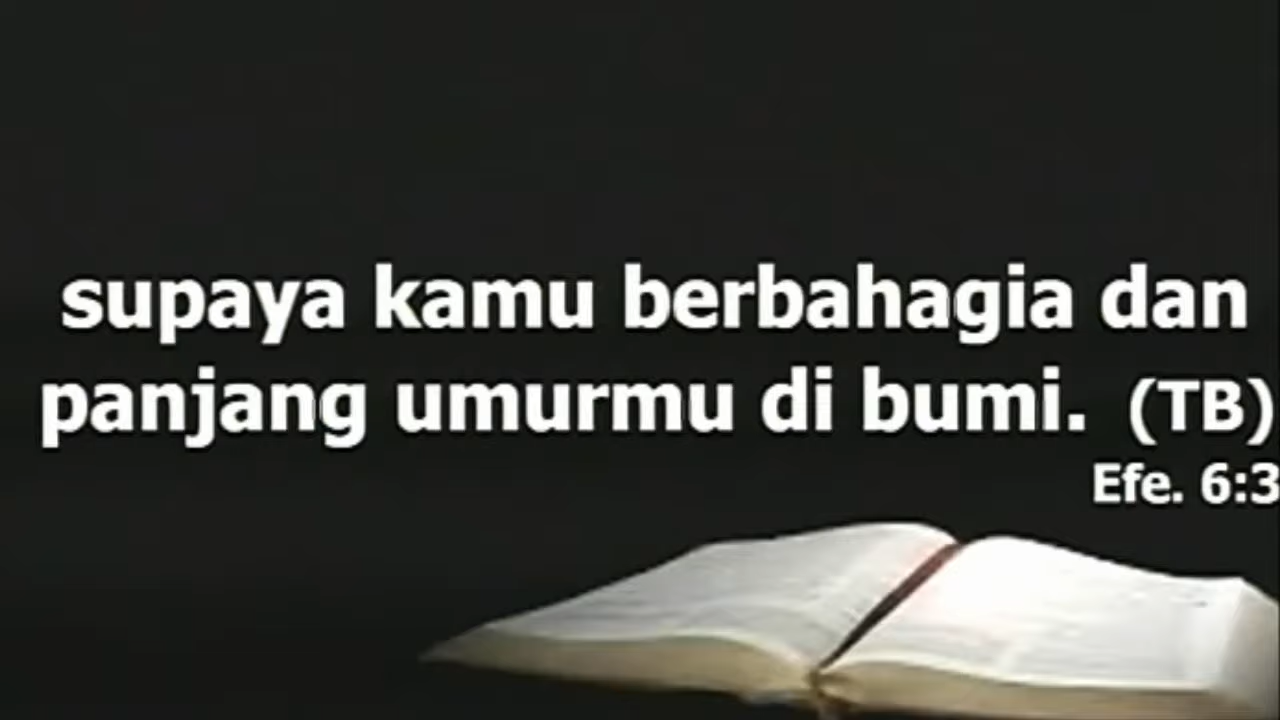 supaya kamu berbahagia dan
panjang umurmu di bumi. (TB)
Efe. 6:3